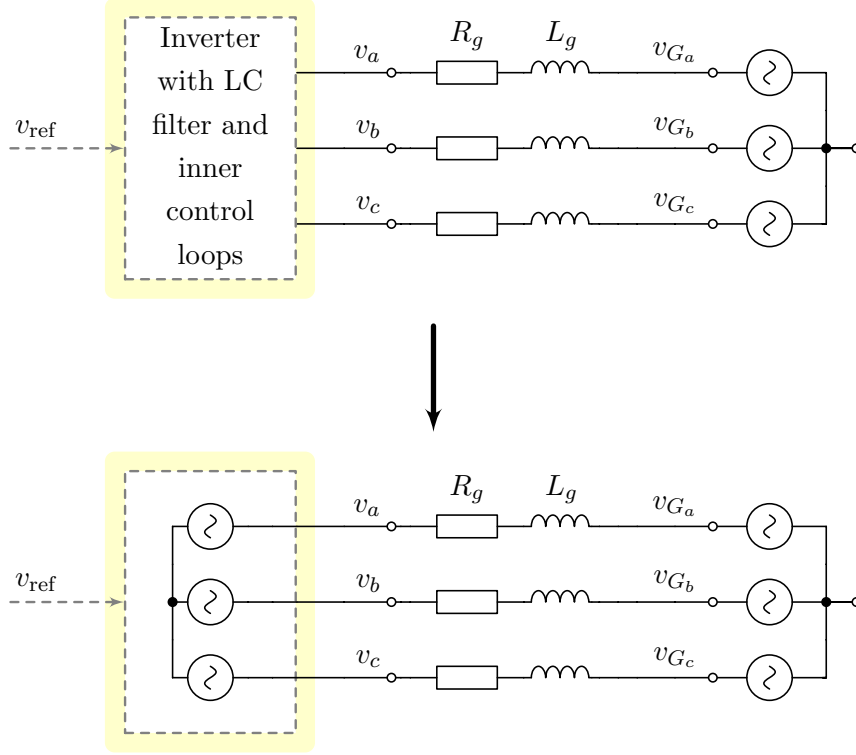 Inverter
with LC
filter and
inner
control
loops
v_ref
v_a R_g L_g v_{G_a}
v_b v_{G_b}
v_c v_{G_c}
v_ref
v_a R_g L_g v_{G_a}
v_b v_{G_b}
v_c v_{G_c}